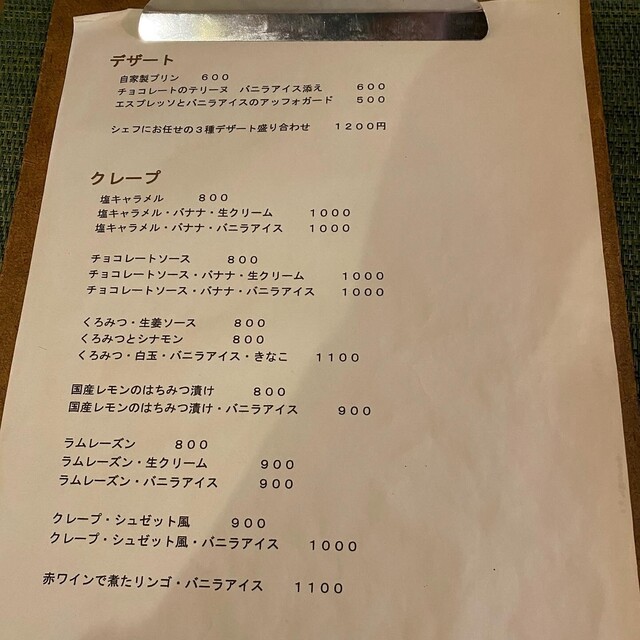 デザート
自家製プリン　６００
チョコレートのテリーヌ　バニラアイス添え　６００
エスプレッソとバニラアイスのアッフォガード　５００
シェフにお任せの３種デザート盛り合わせ　１２００円
クレープ
塩キャラメル　８００
塩キャラメル・バナナ・生クリーム　１０００
塩キャラメル・バナナ・バニラアイス　１０００
チョコレートソース　８００
チョコレートソース・バナナ・生クリーム　１０００
チョコレートソース・バナナ・バニラアイス　１０００
くろみつ・生姜ソース　８００
くろみつとシナモン　８００
くろみつ・白玉・バニラアイス・きなこ　１１００
国産レモンのはちみつ漬け　８００
国産レモンのはちみつ漬け・バニラアイス　９００
ラムレーズン　８００
ラムレーズン・生クリーム　９００
ラムレーズン・バニラアイス　９００
クレープ・シュゼット風　９００
クレープ・シュゼット風・バニラアイス　１０００
赤ワインで煮たリンゴ・バニラアイス　１１００